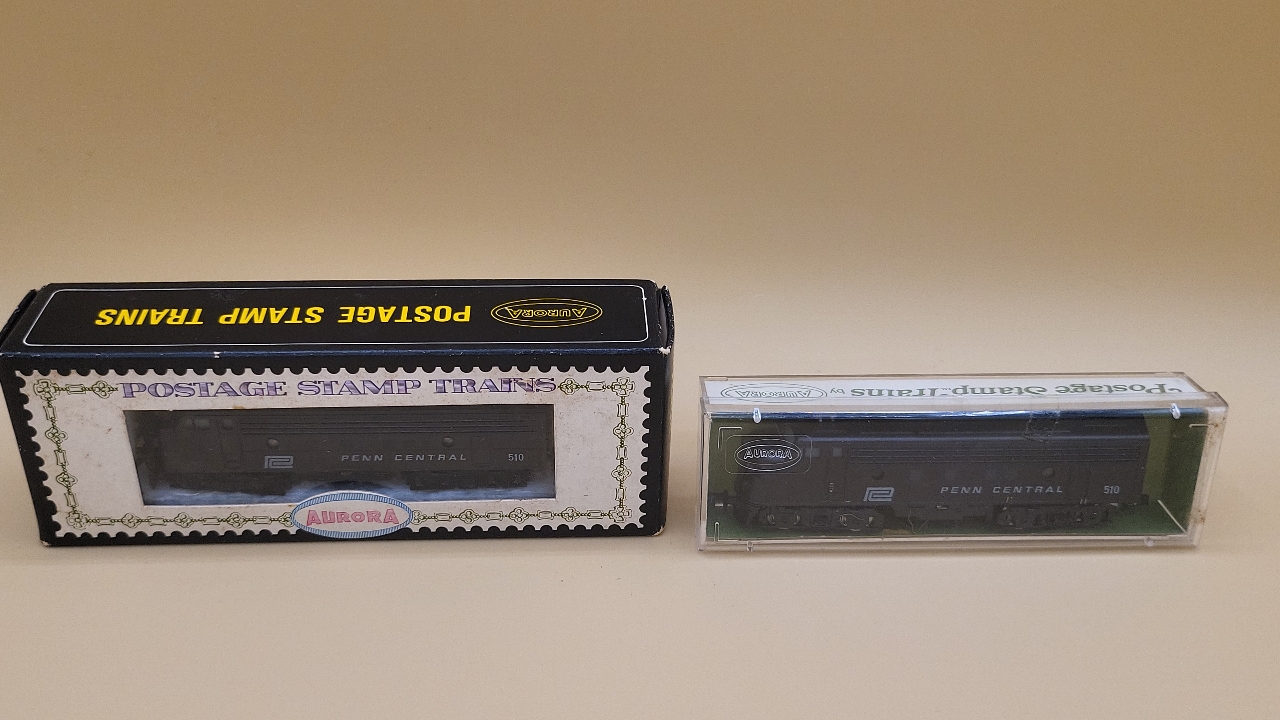 AURORA
POSTAGE STAMP TRAINS
POSTAGE STAMP TRAINS
PENN CENTRAL
510
AURORA
"Postage Stamp" Trains by
AURORA
AURORA
PENN CENTRAL
510